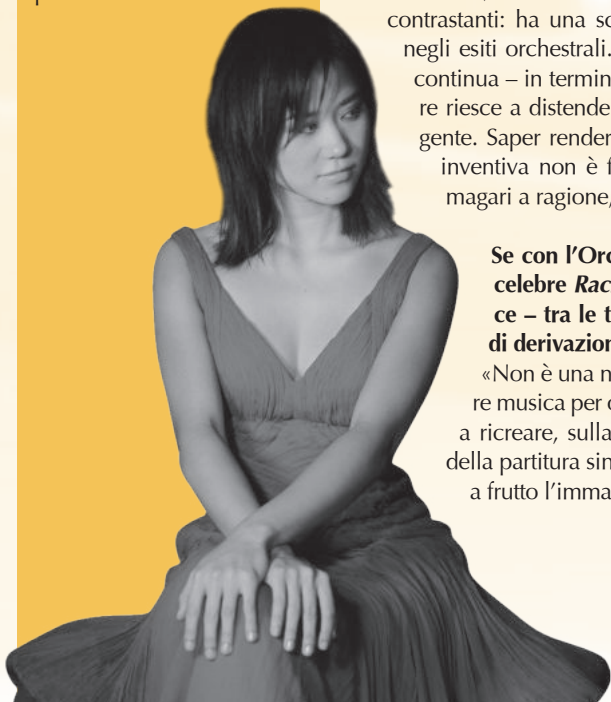 contrastanti: ha una so
negli esiti orchestrali.
continua – in termin
re riesce a distende
gente. Saper render
inventiva non è f
magari a ragione,
Se con l’Orc
celebre Rac
ce – tra le t
di derivazion
«Non è una n
re musica per
a ricreare, sulla
della partitura sin
a frutto l’imma